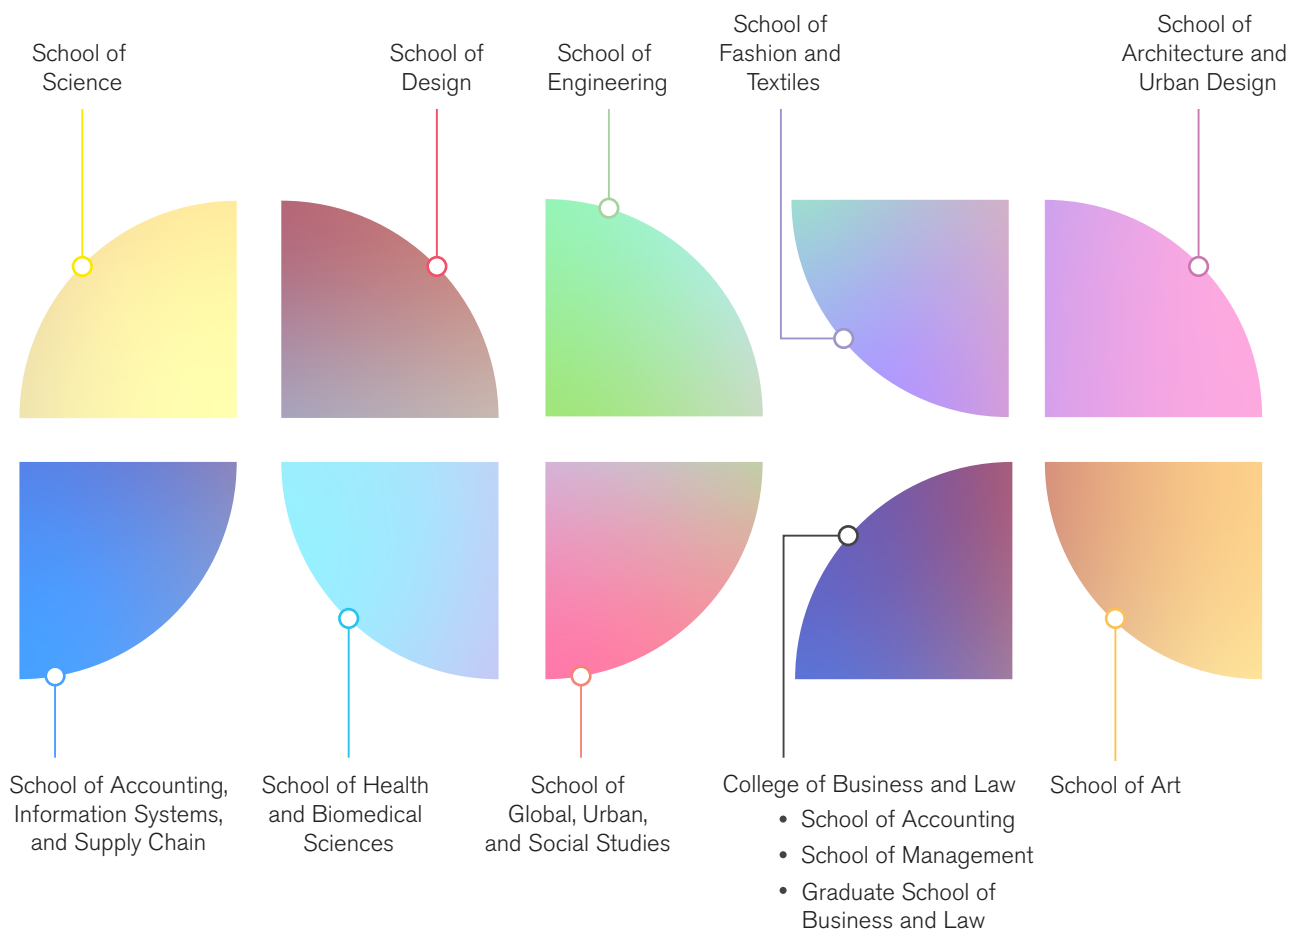 School of
Science
School of
Design
School of
Engineering
School of
Fashion and
Textiles
School of
Architecture and
Urban Design
School of Accounting,
Information Systems,
and Supply Chain
School of Health
and Biomedical
Sciences
School of
Global, Urban,
and Social Studies
College of Business and Law
• School of Accounting
• School of Management
• Graduate School of
Business and Law
School of Art